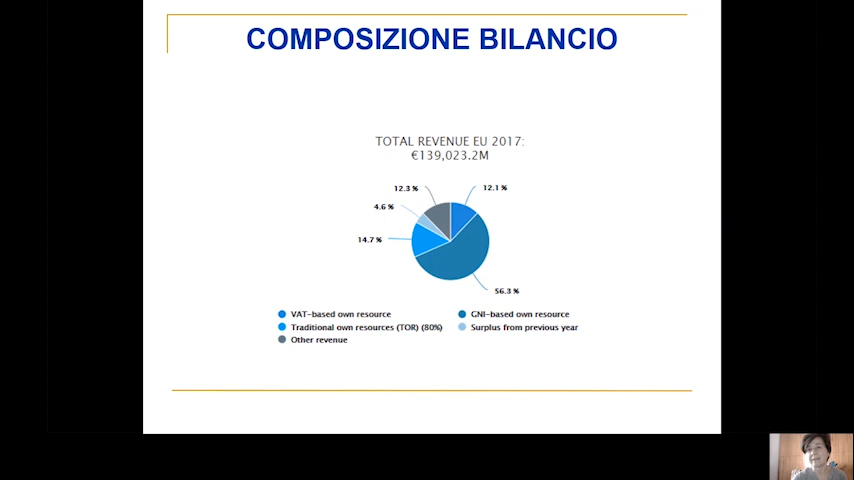 COMPOSIZIONE BILANCIO
TOTAL REVENUE EU 2017:
€139,023.2M
12.3 %
12.1 %
4.6 %
14.7 %
56.3 %
VAT-based own resource
GNI-based own resource
Traditional own resources (TOR) (80%)
Surplus from previous year
Other revenue